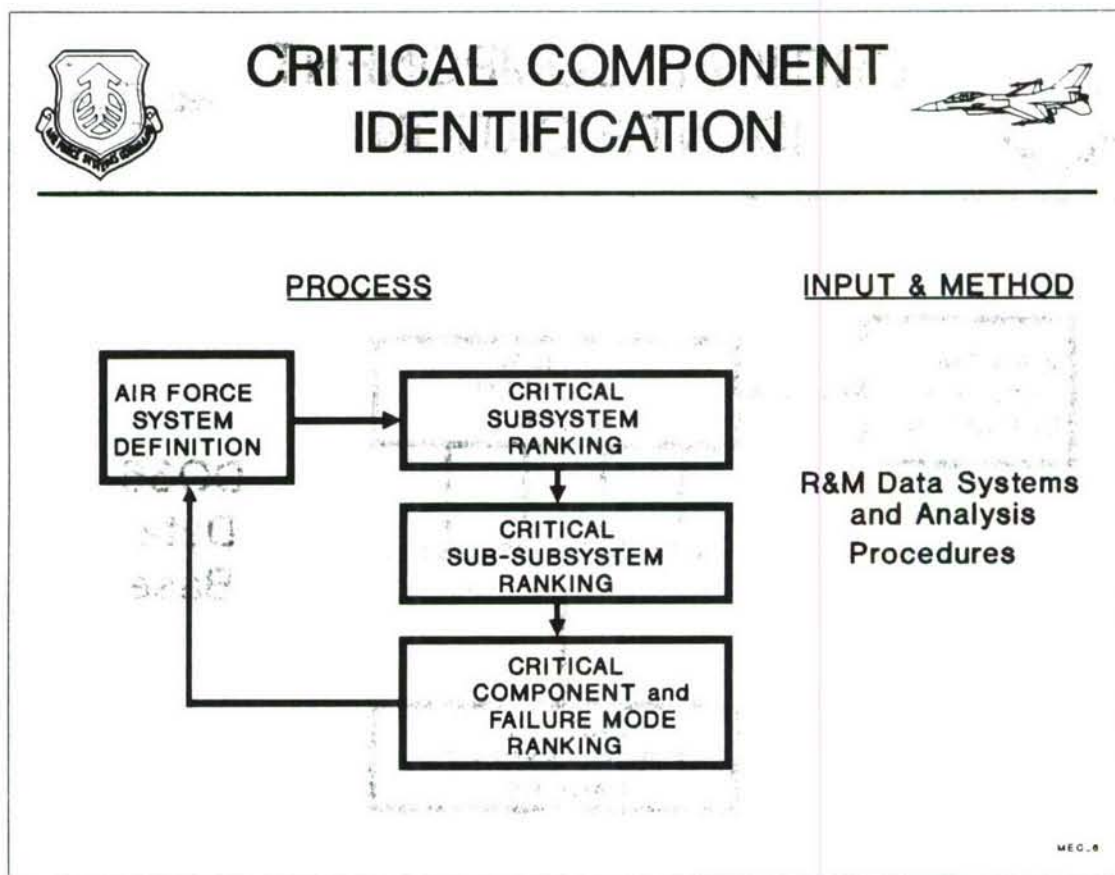 CRITICAL COMPONENT
IDENTIFICATION
PROCESS
INPUT & METHOD
AIR FORCE
SYSTEM
DEFINITION
CRITICAL
SUBSYSTEM
RANKING
CRITICAL
SUB-SUBSYSTEM
RANKING
CRITICAL
COMPONENT and
FAILURE MODE
RANKING
R&M Data Systems
and Analysis
Procedures
MEC_6